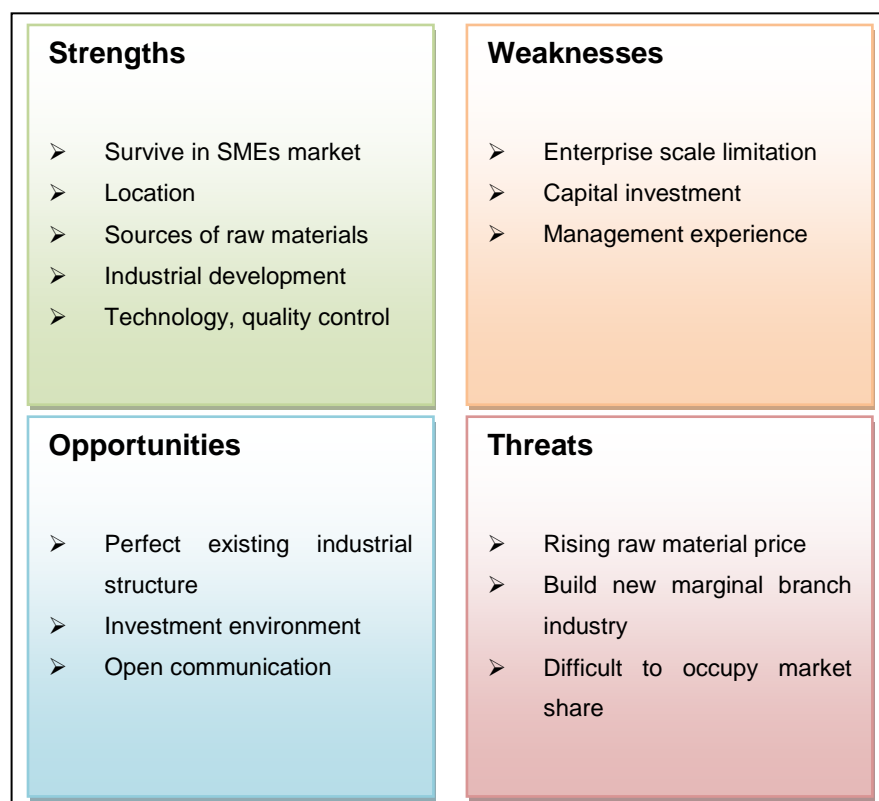 Strengths
➢ Survive in SMEs market
➢ Location
➢ Sources of raw materials
➢ Industrial development
➢ Technology, quality control
Weaknesses
➢ Enterprise scale limitation
➢ Capital investment
➢ Management experience
Opportunities
➢ Perfect existing industrial
structure
➢ Investment environment
➢ Open communication
Threats
➢ Rising raw material price
➢ Build new marginal branch
industry
➢ Difficult to occupy market
share